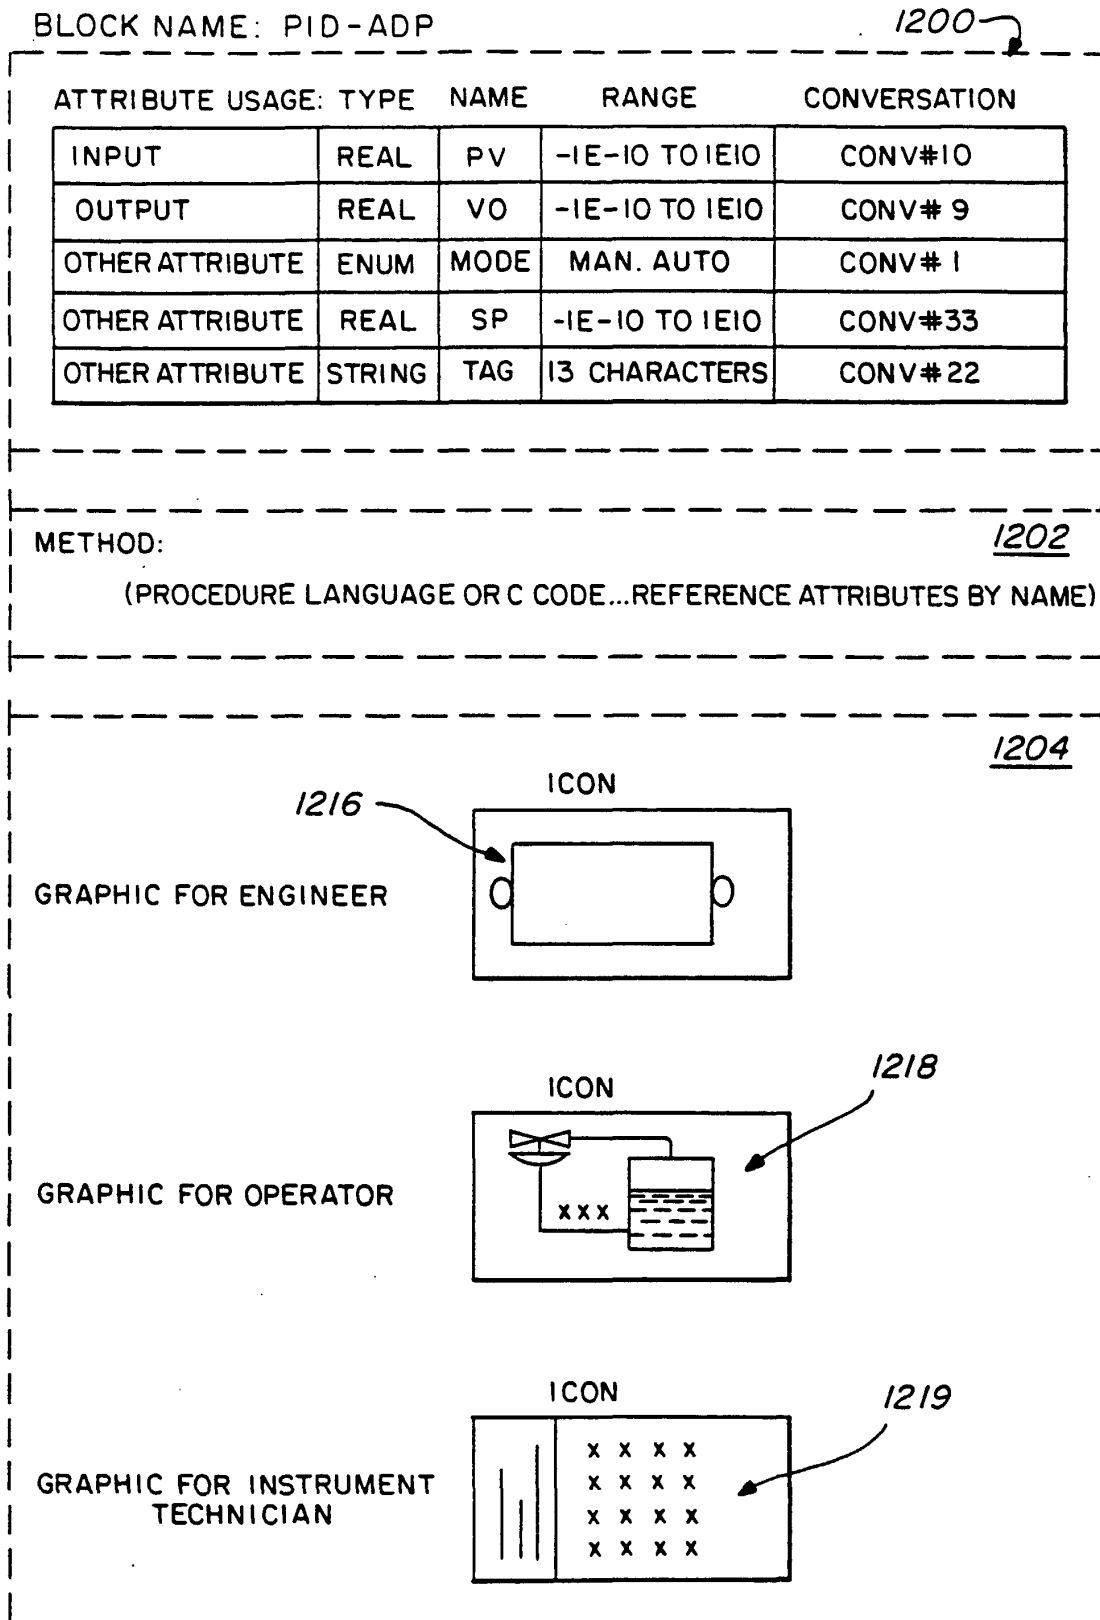 BLOCK NAME: PID-ADP 1200
ATTRIBUTE USAGE: TYPE NAME RANGE CONVERSATION
INPUT REAL PV -1E-10 TO 1E10 CONV#10
OUTPUT REAL VO -1E-10 TO 1E10 CONV# 9
OTHER ATTRIBUTE ENUM MODE MAN. AUTO CONV# 1
OTHER ATTRIBUTE REAL SP -1E-10 TO 1E10 CONV#33
OTHER ATTRIBUTE STRING TAG 13 CHARACTERS CONV#22
METHOD: 1202
(PROCEDURE LANGUAGE OR C CODE...REFERENCE ATTRIBUTES BY NAME)
1204
ICON
1216
GRAPHIC FOR ENGINEER
1218
ICON
GRAPHIC FOR OPERATOR
X X X
ICON
1219
X X X X
GRAPHIC FOR INSTRUMENT
X X X X
TECHNICIAN
X X X X
X X X X